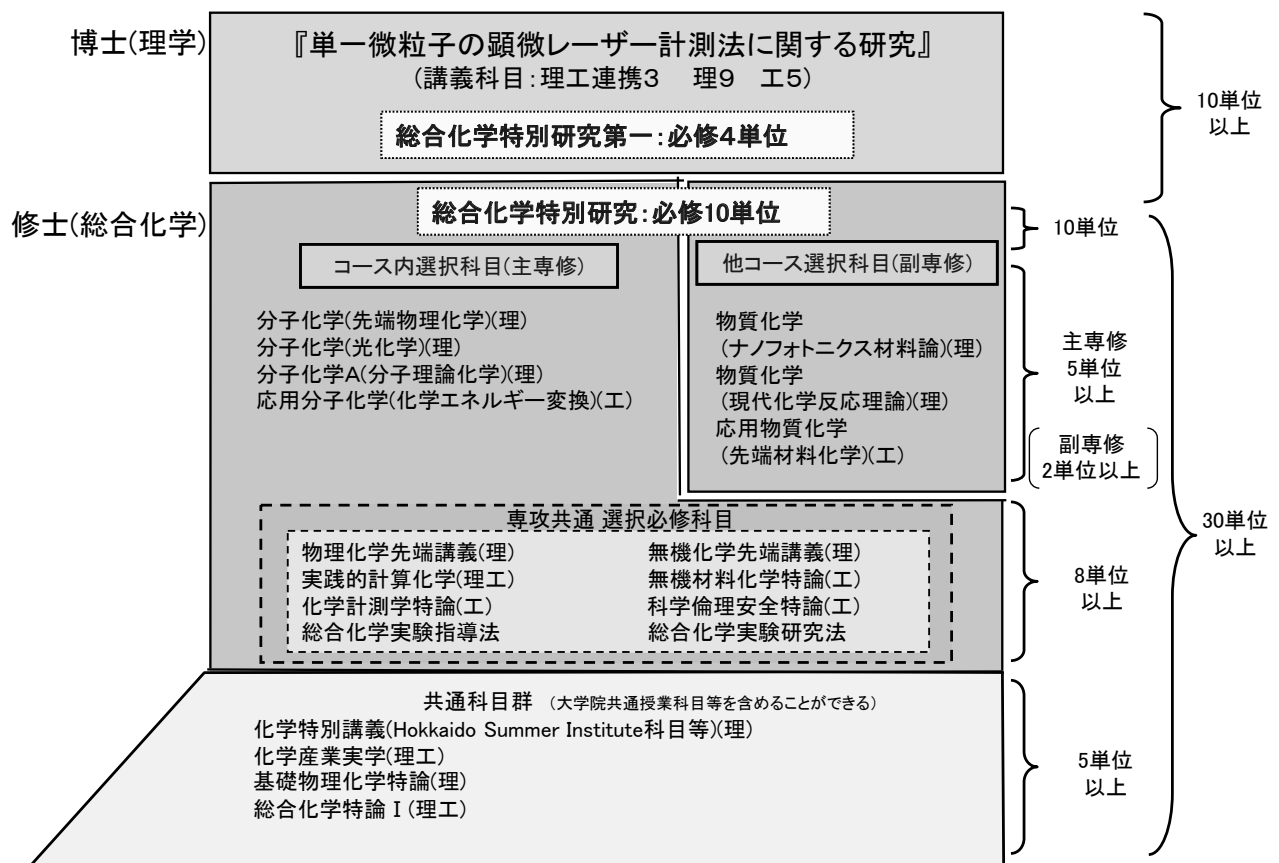 博士(理学)
『単一微粒子の顕微レーザー計測法に関する研究』
(講義科目:理工連携3 理9 工5)
総合化学特別研究第一:必修4単位
10単位
以上
修士(総合化学)
総合化学特別研究:必修10単位
10単位
コース内選択科目(主専修)
分子化学(先端物理化学)(理)
分子化学(光化学)(理)
分子化学A(分子理論化学)(理)
応用分子化学(化学エネルギー変換)(工)
他コース選択科目(副専修)
物質化学
(ナノフォトニクス材料論)(理)
物質化学
(現代化学反応理論)(理)
応用物質化学
(先端材料化学)(工)
主専修
5単位
以上
副専修
2単位以上
専攻共通 選択必修科目
物理化学先端講義(理) 無機化学先端講義(理)
実践的計算化学(理工) 無機材料化学特論(工)
化学計測学特論(工) 科学倫理安全特論(工)
総合化学実験指導法 総合化学実験研究法
8単位
以上
30単位
以上
共通科目群 (大学院共通授業科目等を含めることができる)
化学特別講義(Hokkaido Summer Institute科目等)(理)
化学産業実学(理工)
基礎物理化学特論(理)
総合化学特論Ⅰ(理工)
5単位
以上